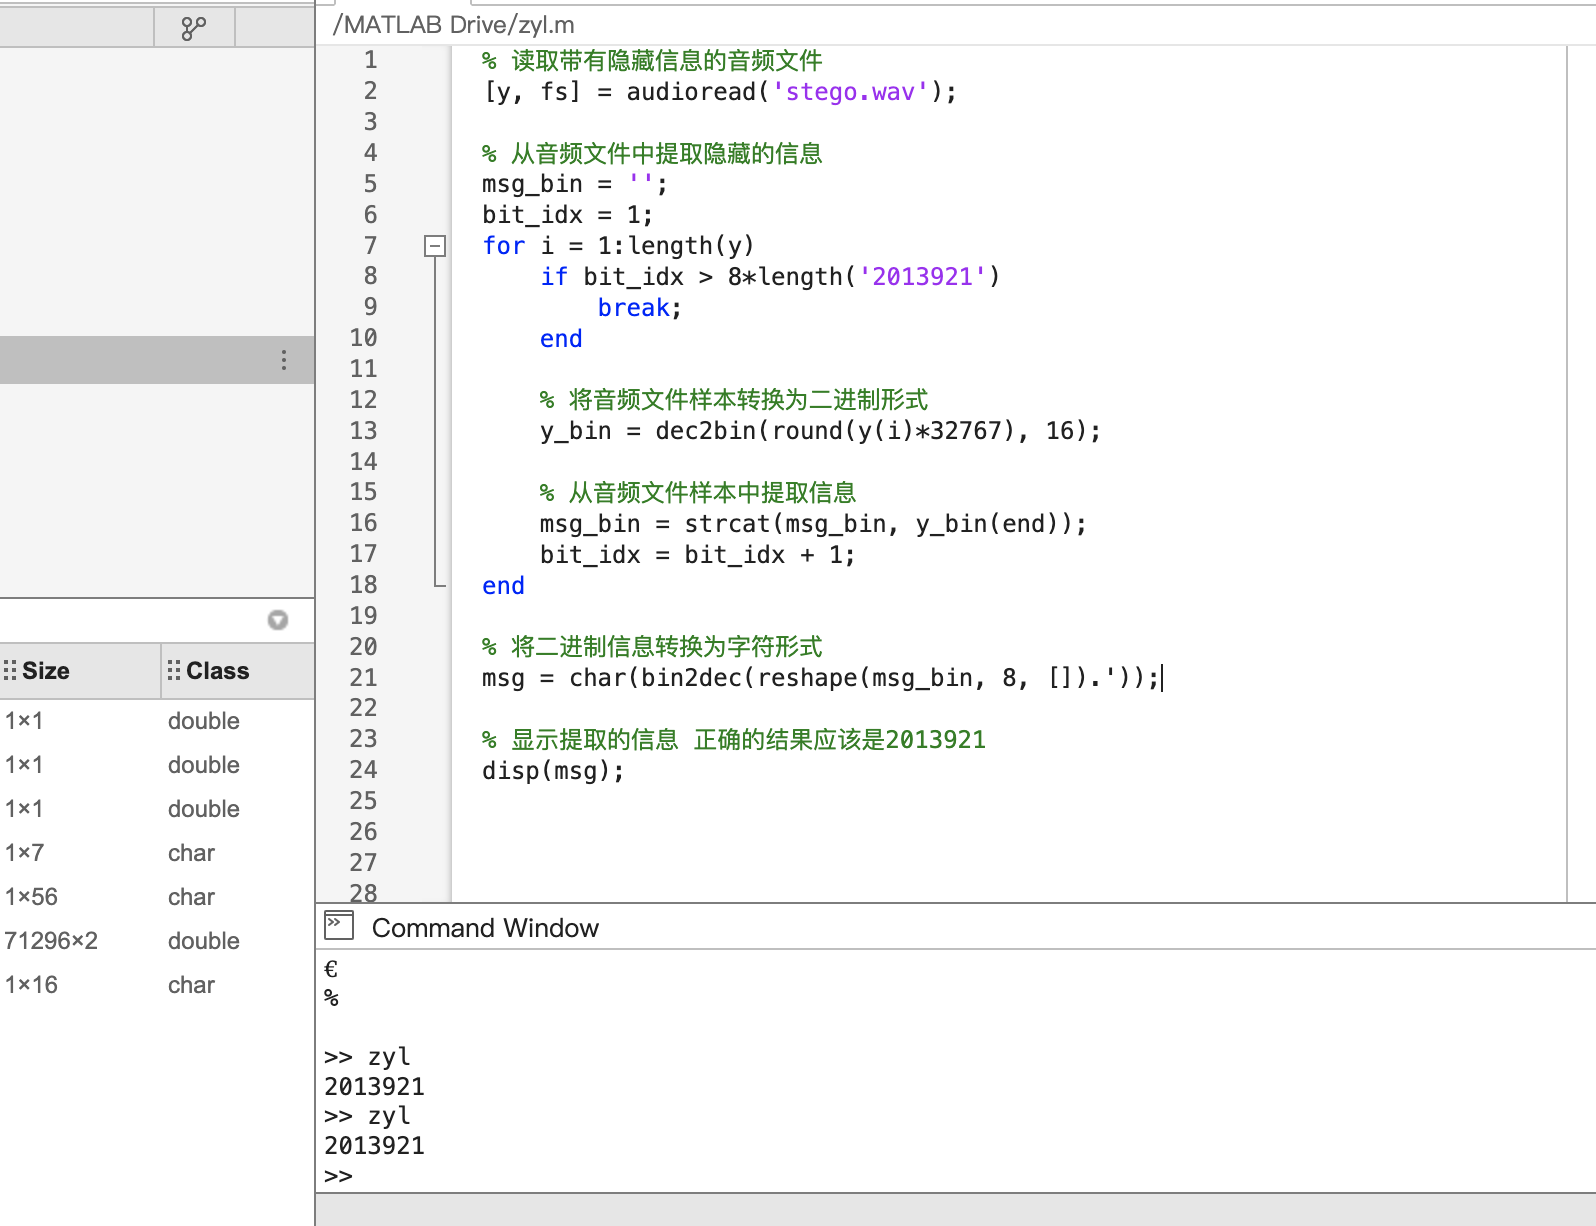 /MATLAB Drive/zyl.m
1 % 读取带有隐藏信息的音频文件
2 [y, fs] = audioread('stego.wav');
3
4 % 从音频文件中提取隐藏的信息
5 msg_bin = '';
6 bit_idx = 1;
7 for i = 1:length(y)
8 if bit_idx > 8*length('2013921')
9 break;
10 end
11
12 % 将音频文件样本转换为二进制形式
13 y_bin = dec2bin(round(y(i)*32767), 16);
14
15 % 从音频文件样本中提取信息
16 msg_bin = strcat(msg_bin, y_bin(end));
17 bit_idx = bit_idx + 1;
18 end
19
20 % 将二进制信息转换为字符形式
21 msg = char(bin2dec(reshape(msg_bin, 8, []).'));
22
23 % 显示提取的信息 正确的结果应该是2013921
24 disp(msg);
25
26
27
28
Size Class
1×1 double
1×1 double
1×1 double
1×7 char
1×56 char
71296×2 double
1×16 char
Command Window
€
%
>> zyl
2013921
>> zyl
2013921
>>